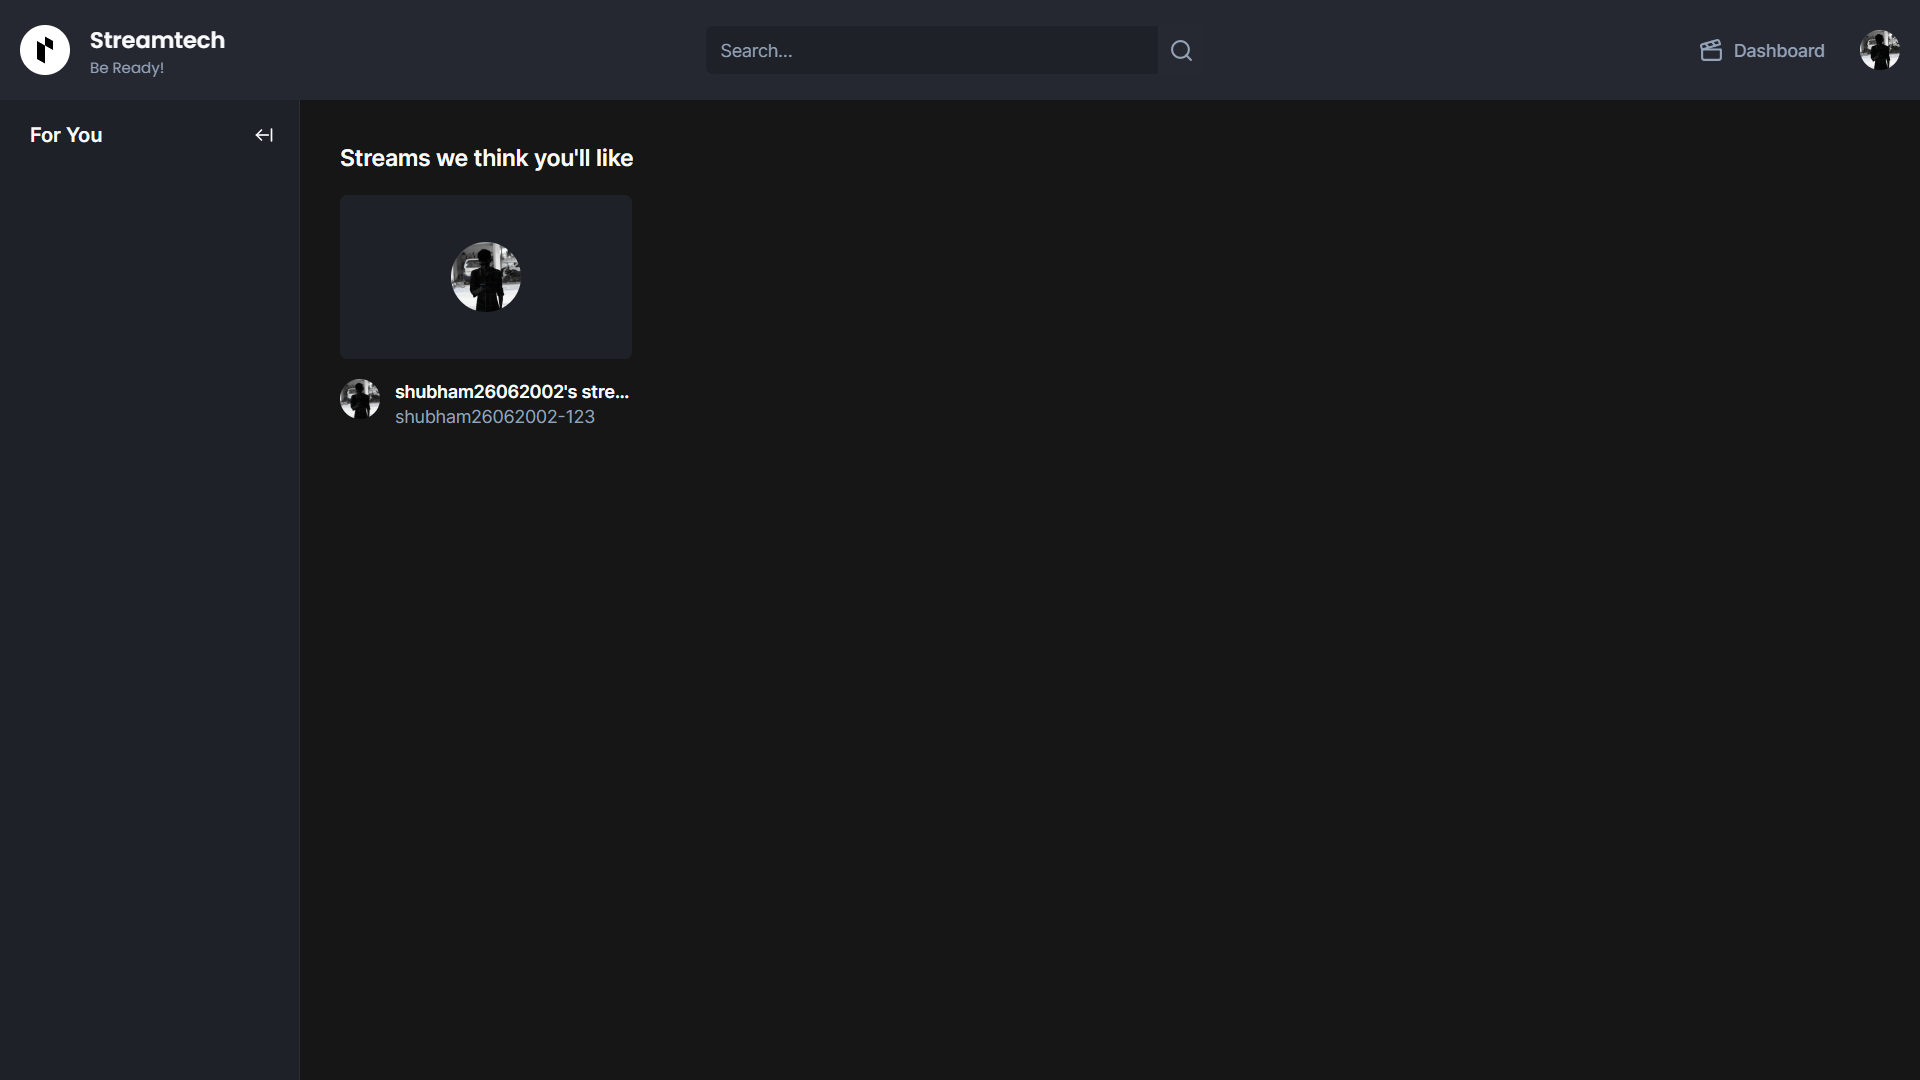 Streamtech
Be Ready!
Search...
Dashboard
For You
Streams we think you'll like
shubham26062002's stre...
shubham26062002-123